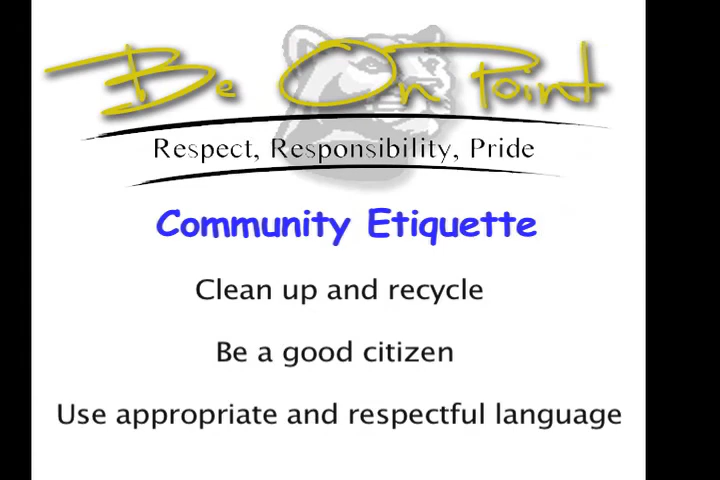 Be On Point
Respect, Responsibility, Pride
Community Etiquette
Clean up and recycle
Be a good citizen
Use appropriate and respectful language